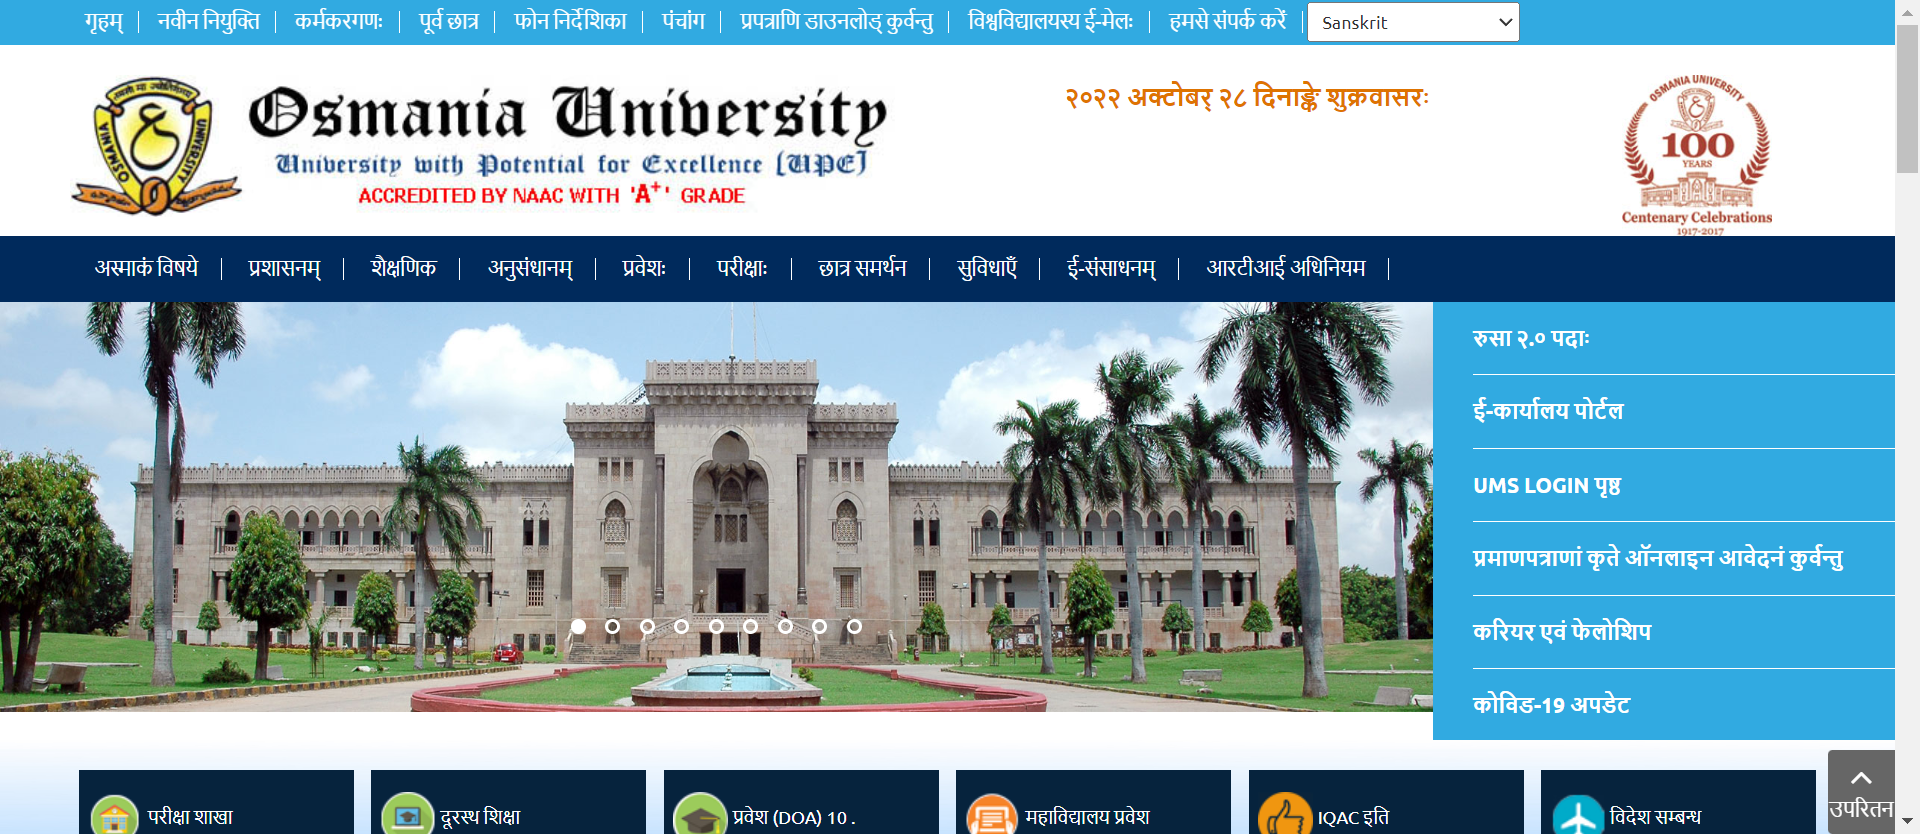 गृहम् नवीन नियुक्ति कर्मकरगणः पूर्व छात्र फोन निर्देशिका पंचांग प्रपत्राणि डाउनलोड् कुर्वन्तु विश्वविद्यालयस्य ई-मेलः हमसे संपर्क करें Sanskrit
Osmania University
University with Potential for Excellence [UPE]
ACCREDITED BY NAAC WITH 'A+' GRADE
OSMANIA UNIVERSITY
२०२२ अक्टोबर् २८ दिनाङ्के शुक्रवासरः
OSMANIA UNIVERSITY
100
YEARS
Centenary Celebrations
1917-2017
अस्माकं विषये प्रशासनम् शैक्षणिक अनुसंधानम् प्रवेशः परीक्षाः छात्र समर्थन सुविधाएँ ई-संसाधनम् आरटीआई अधिनियम
रुसा २.० पदाः
ई-कार्यालय पोर्टल
UMS LOGIN पृष्ठ
प्रमाणपत्राणां कृते ऑनलाइन आवेदनं कुर्वन्तु
करियर एवं फेलोशिप
कोविड-19 अपडेट
उपरितन
परीक्षा शाखा दूरस्थ शिक्षा प्रवेश (DOA) 10 . महाविद्यालय प्रवेश IQAC इति विदेश सम्बन्ध